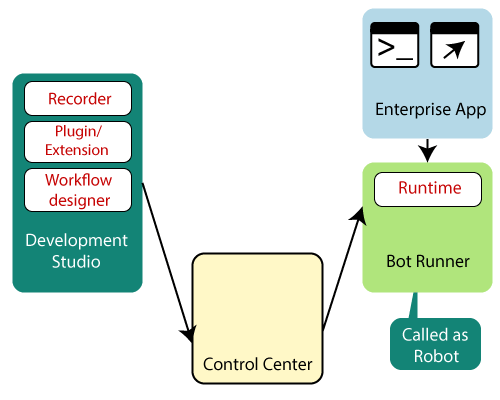 Recorder
Plugin/
Extension
Workflow
designer
Development
Studio
Control Center
>_
Enterprise App
Runtime
Bot Runner
Called as
Robot